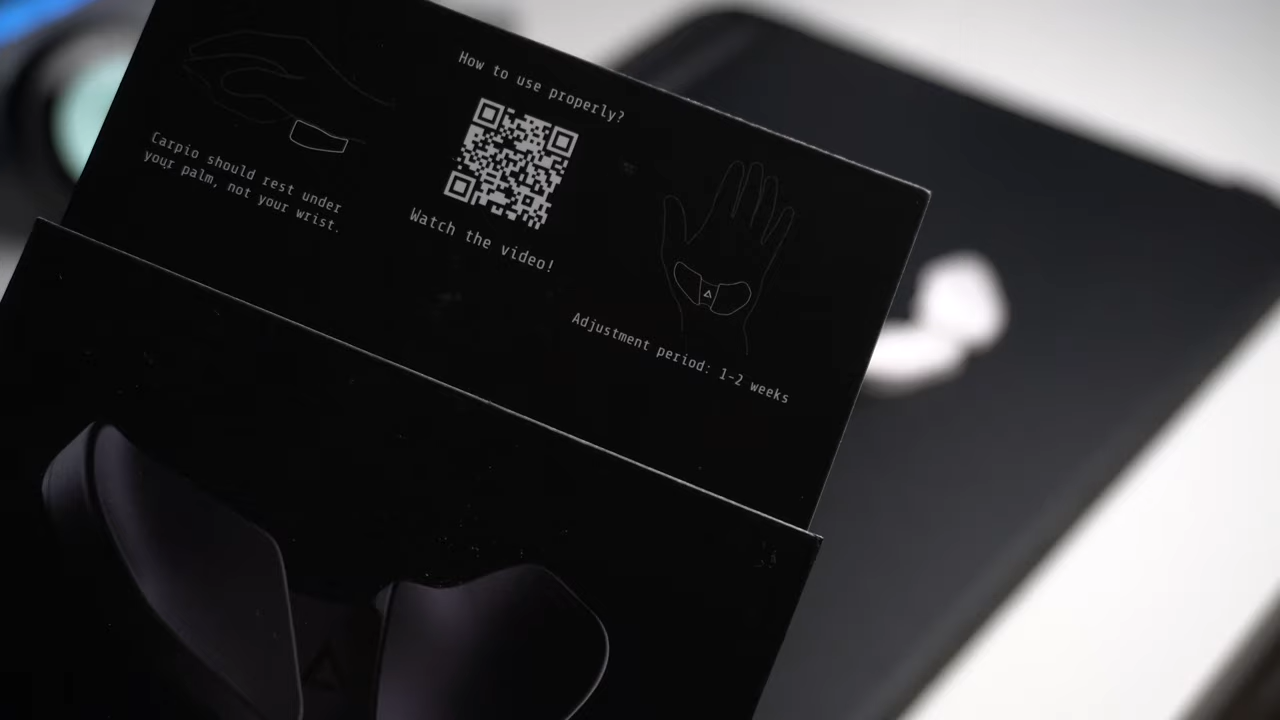 How to use properly?
Carpio should rest under
your palm, not your wrist.
Watch the video!
Adjustment period: 1-2 weeks